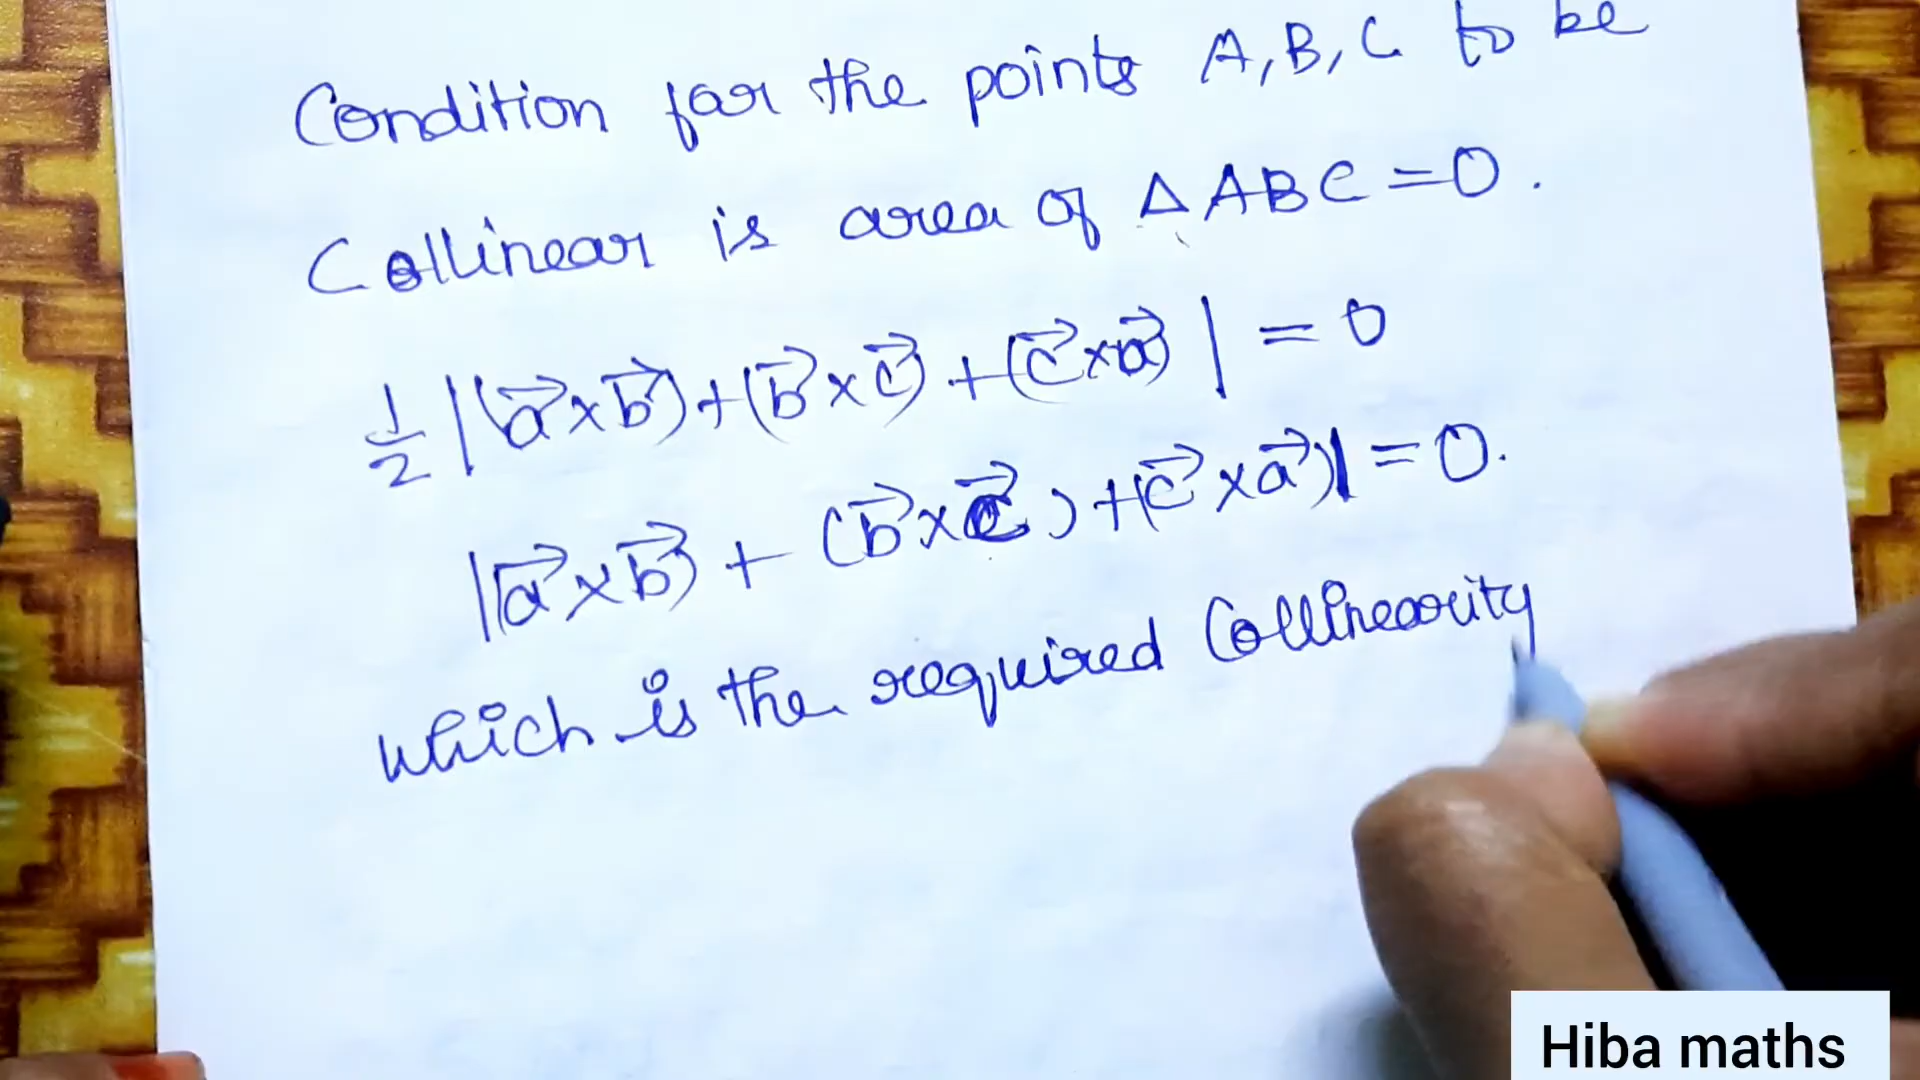 Condition for the points A, B, C to be
Collinear is area of △ ABC = 0.
1/2 |(a⃗ × b⃗) + (b⃗ × c⃗) + (c⃗ × a⃗)| = 0
|(a⃗ × b⃗) + (b⃗ × c⃗) + (c⃗ × a⃗)| = 0.
which is the required Collinearity
Hiba maths